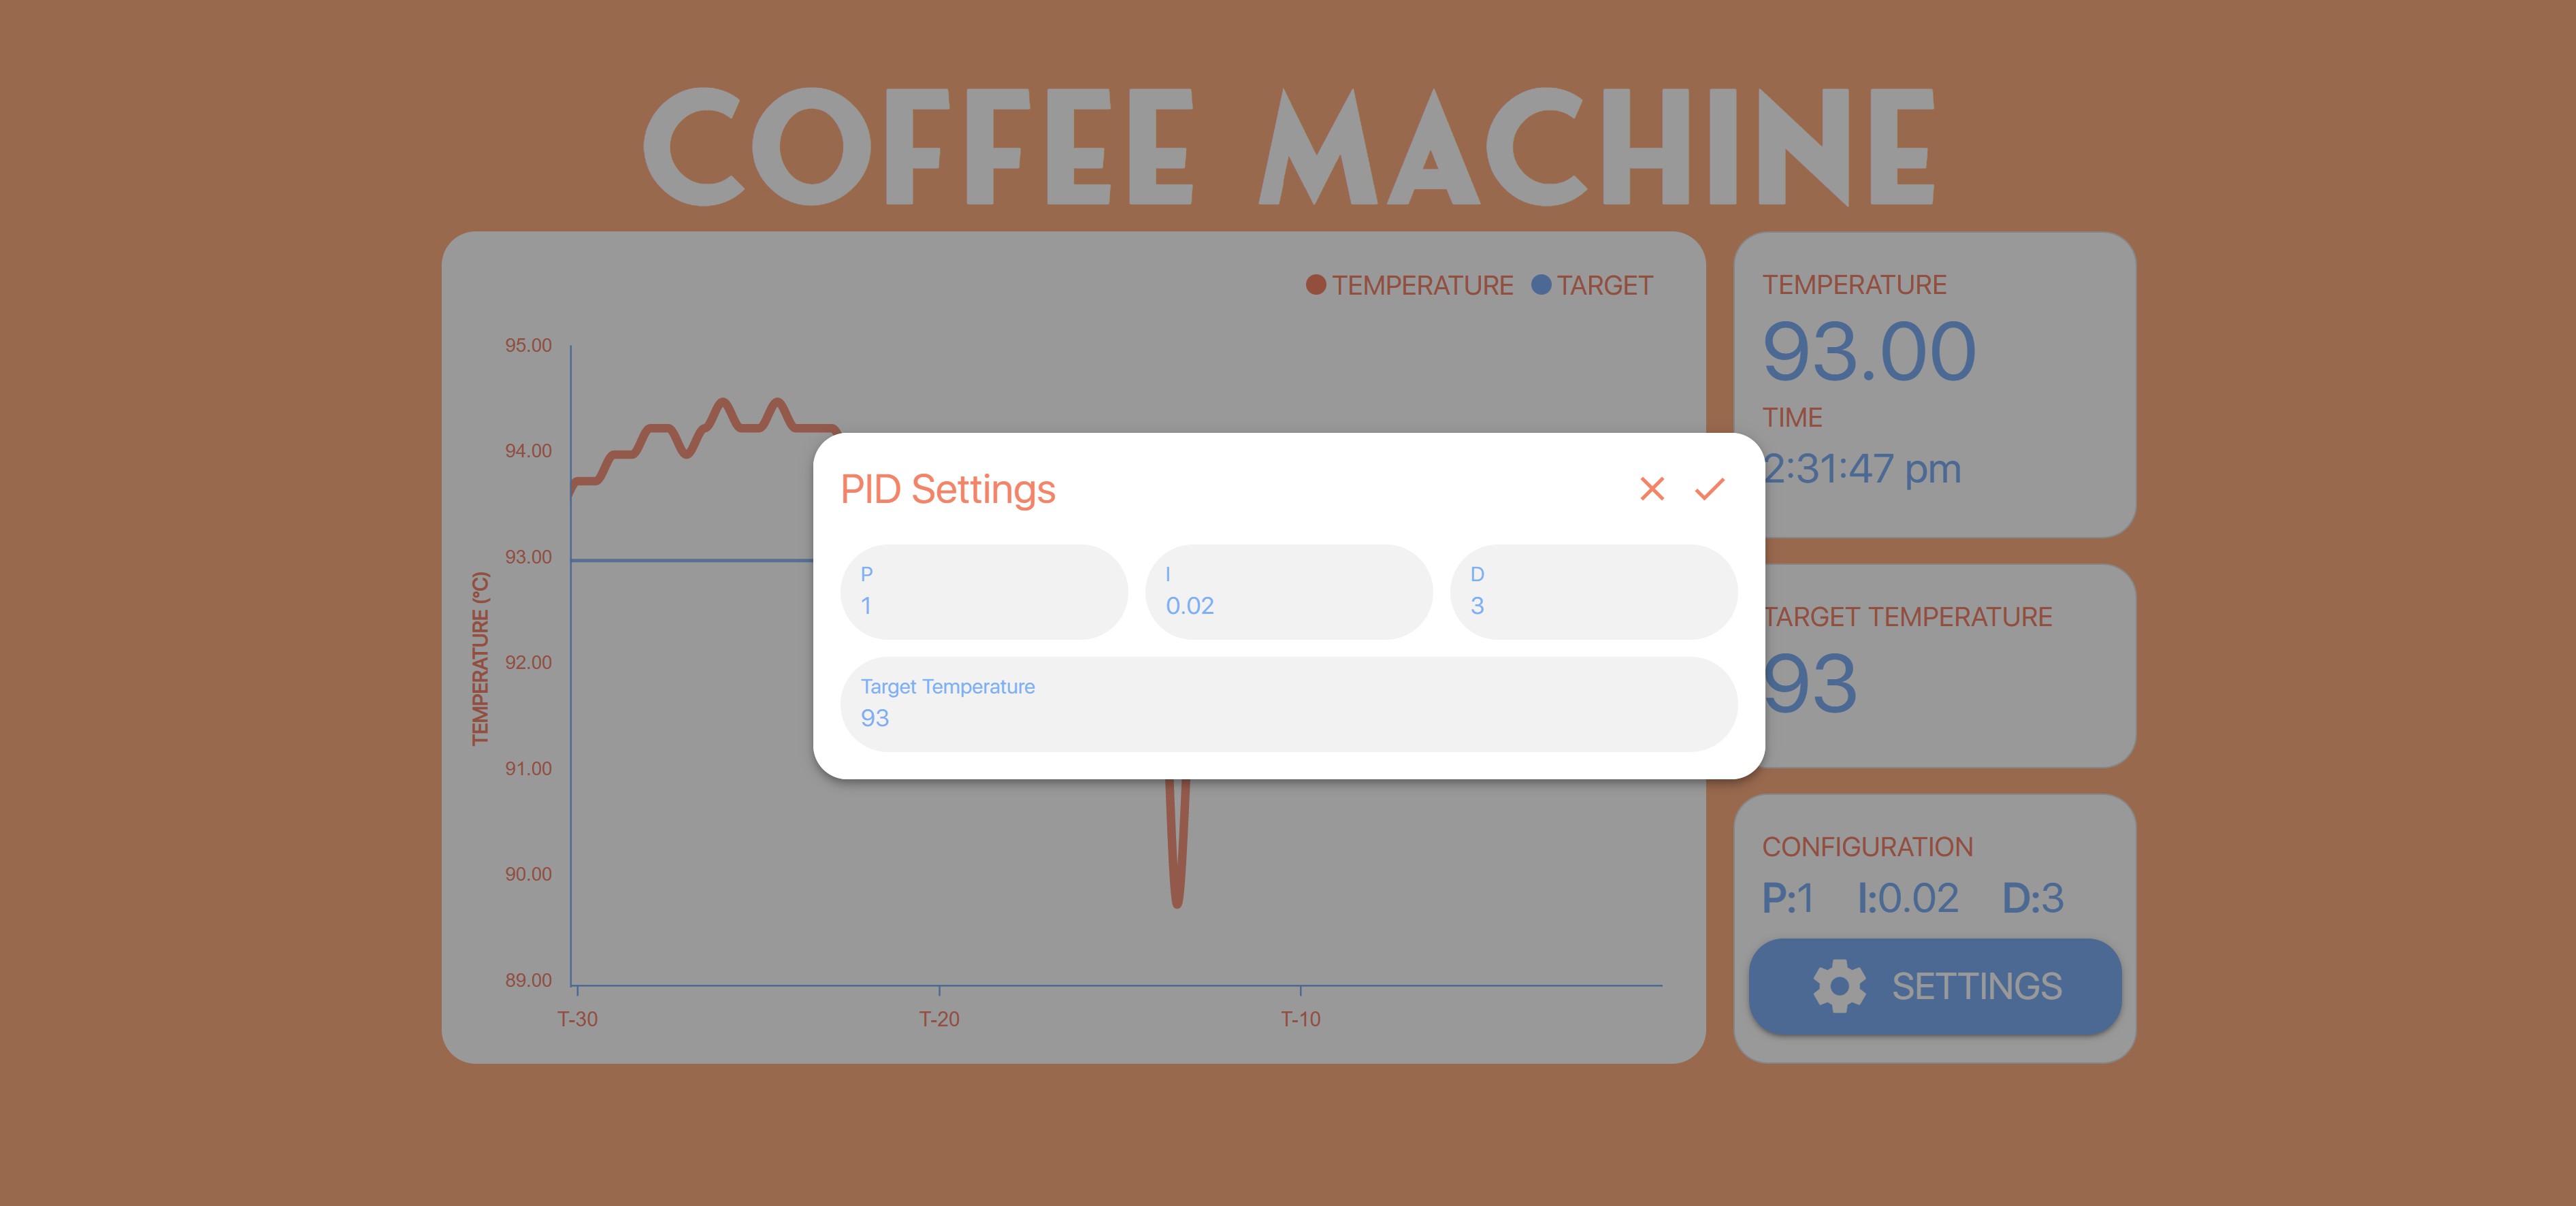 COFFEE MACHINE
TEMPERATURE TARGET
95.00
94.00
93.00
92.00
91.00
90.00
89.00
TEMPERATURE (°C)
T-30 T-20 T-10
PID Settings
P
1
I
0.02
D
3
Target Temperature
93
TEMPERATURE
93.00
TIME
2:31:47 pm
TARGET TEMPERATURE
93
CONFIGURATION
P:1 I:0.02 D:3
SETTINGS